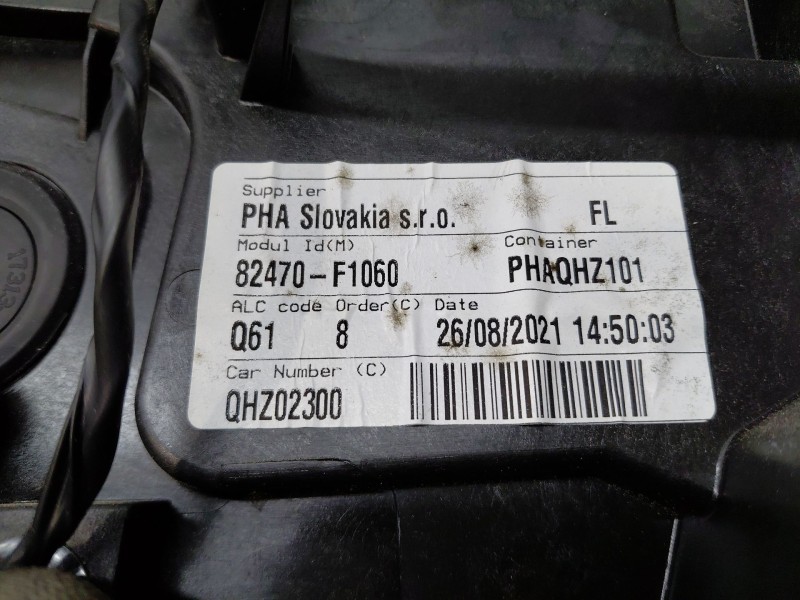 Supplier
PHA Slovakia s.r.o. FL
Modul Id(M) Container
82470-F1060 PHAQHZ101
ALC code Order(C) Date
Q61 8 26/08/2021 14:50:03
Car Number (C)
QHZ02300